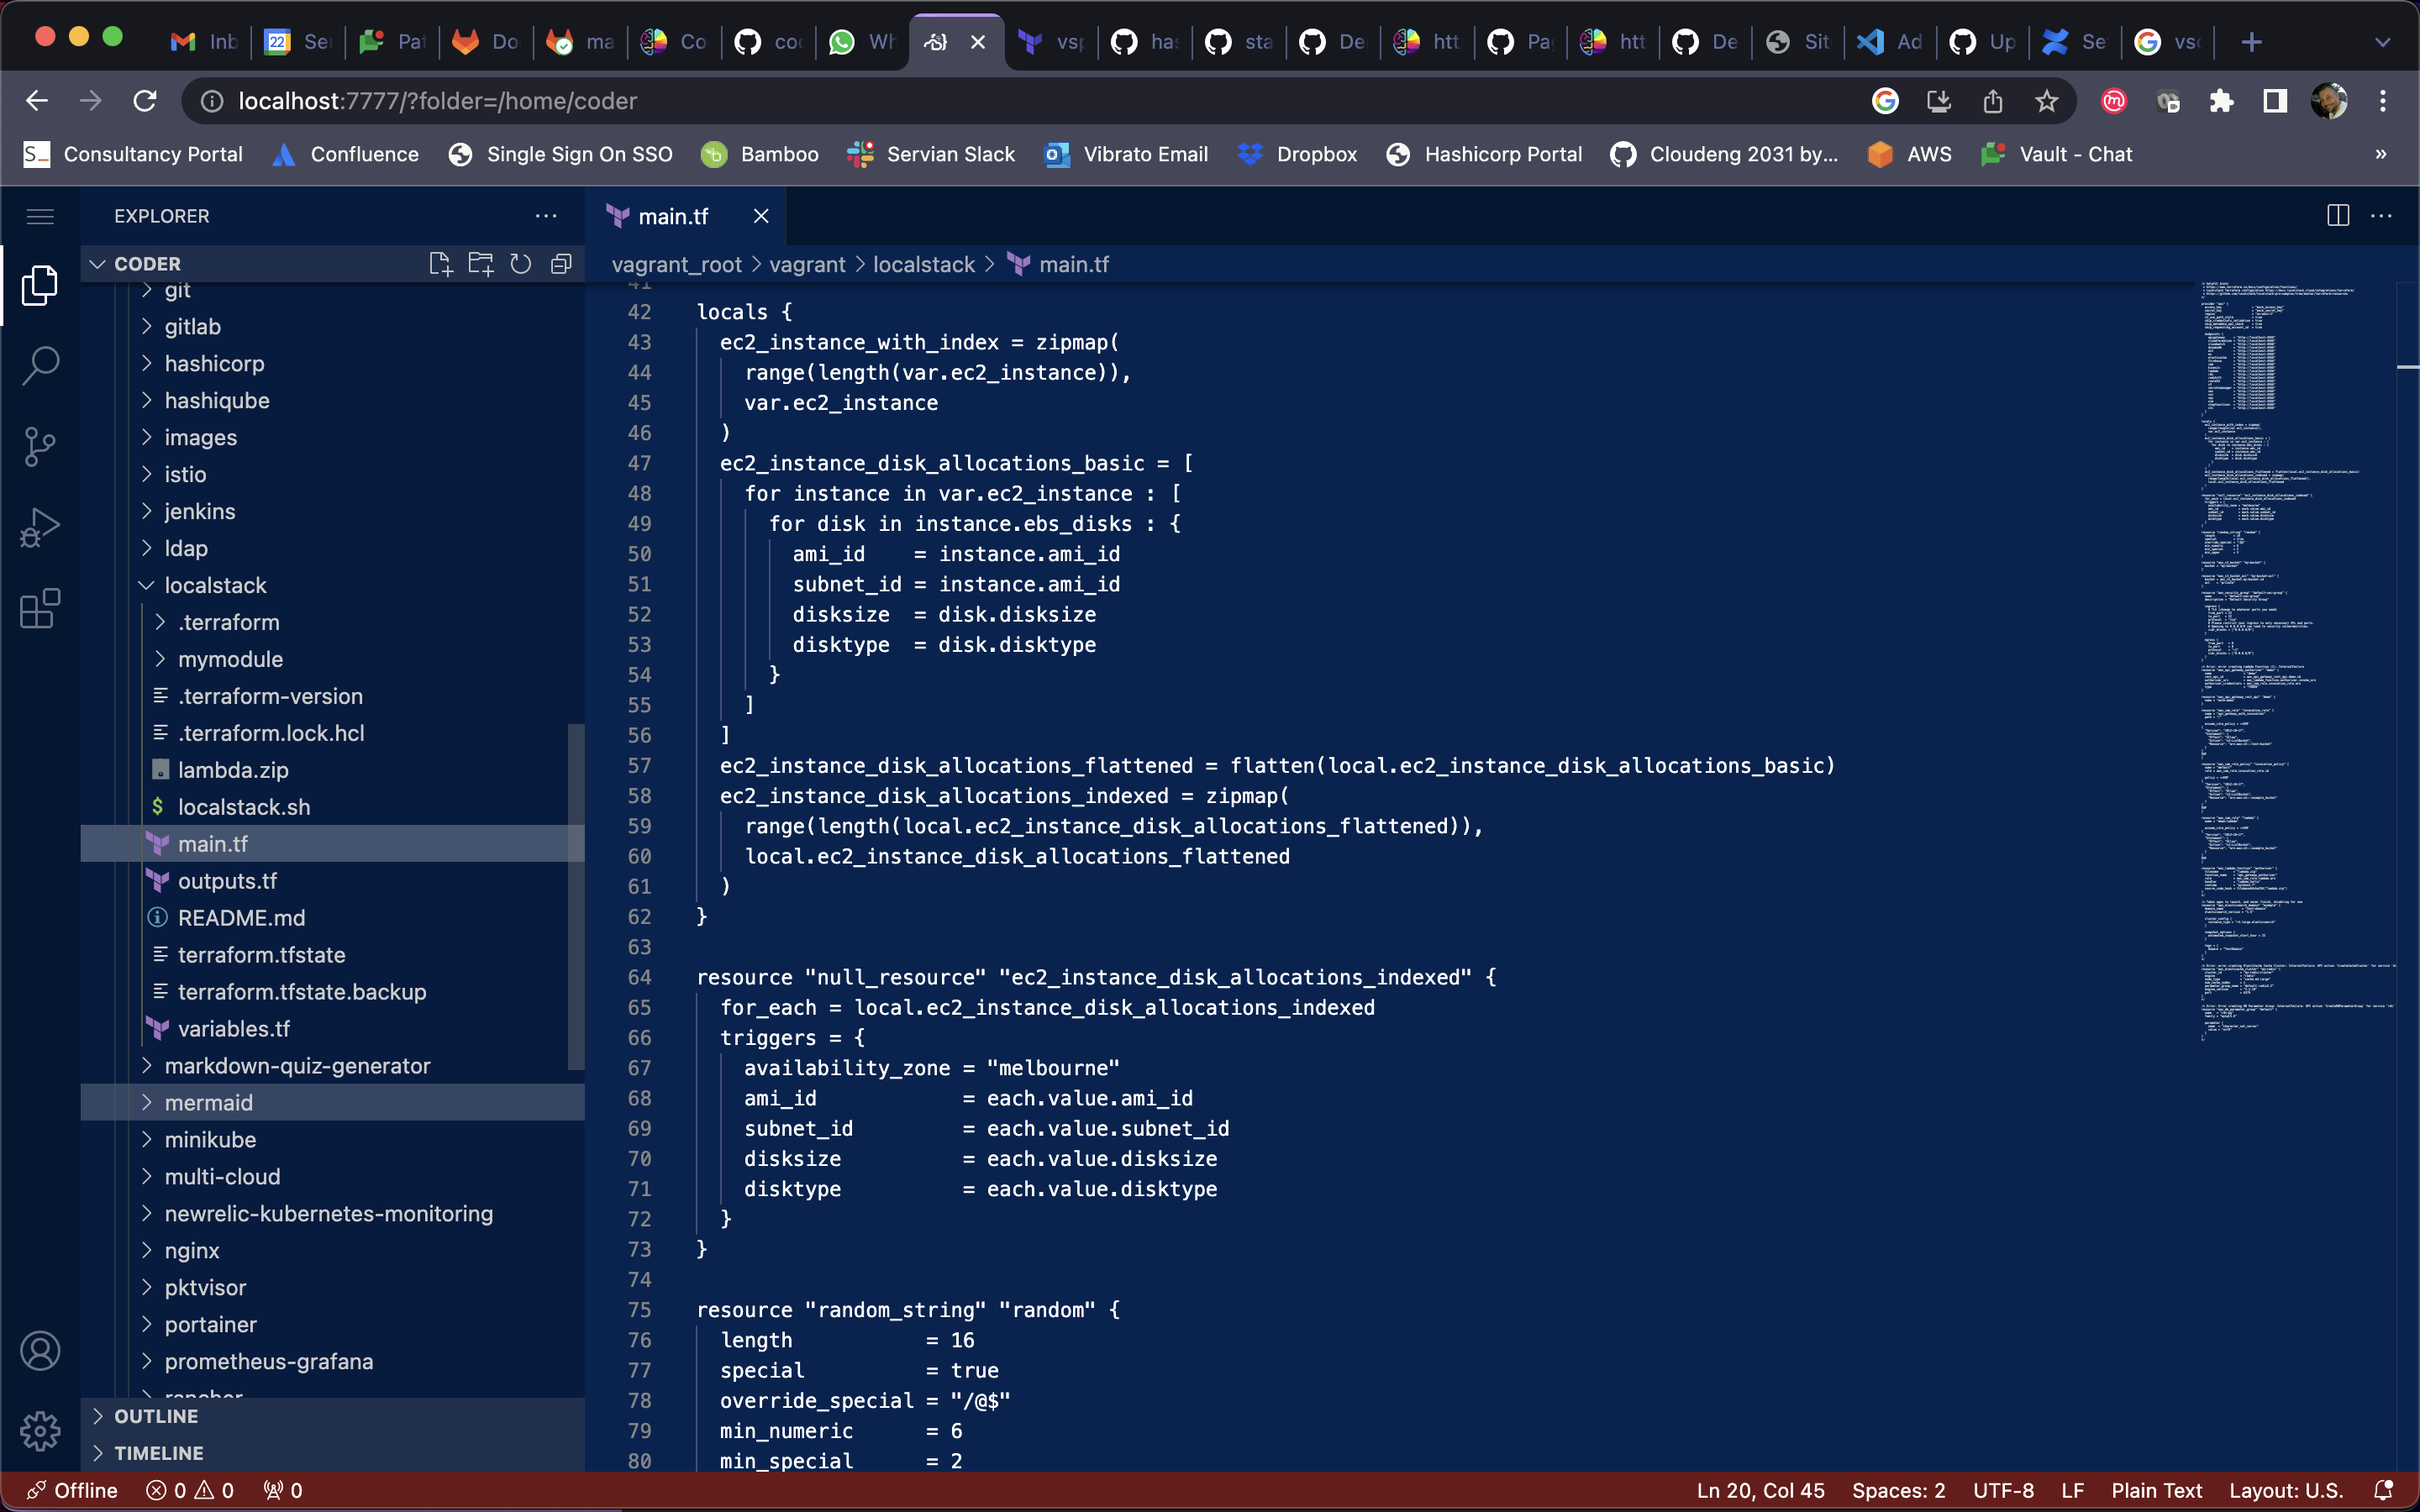 Inb
22
Ser
Pat
Do
ma
Co
coc
Wh
vsp
has
sta
De
htt
Pac
htt
De
Sit
Ad
Up
Se
vsc
localhost:7777/?folder=/home/coder
Consultancy Portal
Confluence
Single Sign On SSO
Bamboo
Servian Slack
Vibrato Email
Dropbox
Hashicorp Portal
Cloudeng 2031 by...
AWS
Vault - Chat
»
EXPLORER
CODER
git
gitlab
hashicorp
hashiqube
images
istio
jenkins
ldap
localstack
.terraform
mymodule
.terraform-version
.terraform.lock.hcl
lambda.zip
localstack.sh
main.tf
outputs.tf
README.md
terraform.tfstate
terraform.tfstate.backup
variables.tf
markdown-quiz-generator
mermaid
minikube
multi-cloud
newrelic-kubernetes-monitoring
nginx
pktvisor
portainer
prometheus-grafana
rancher
OUTLINE
TIMELINE
main.tf
vagrant_root > vagrant > localstack > main.tf
41
42 locals {
43 ec2_instance_with_index = zipmap(
44 range(length(var.ec2_instance)),
45 var.ec2_instance
46 )
47 ec2_instance_disk_allocations_basic = [
48 for instance in var.ec2_instance : [
49 for disk in instance.ebs_disks : {
50 ami_id = instance.ami_id
51 subnet_id = instance.ami_id
52 disksize = disk.disksize
53 disktype = disk.disktype
54 }
55 ]
56 ]
57 ec2_instance_disk_allocations_flattened = flatten(local.ec2_instance_disk_allocations_basic)
58 ec2_instance_disk_allocations_indexed = zipmap(
59 range(length(local.ec2_instance_disk_allocations_flattened)),
60 local.ec2_instance_disk_allocations_flattened
61 )
62 }
63
64 resource "null_resource" "ec2_instance_disk_allocations_indexed" {
65 for_each = local.ec2_instance_disk_allocations_indexed
66 triggers = {
67 availability_zone = "melbourne"
68 ami_id = each.value.ami_id
69 subnet_id = each.value.subnet_id
70 disksize = each.value.disksize
71 disktype = each.value.disktype
72 }
73 }
74
75 resource "random_string" "random" {
76 length = 16
77 special = true
78 override_special = "/@$"
79 min_numeric = 6
80 min_special = 2
Offline
0
0
0
Ln 20, Col 45
Spaces: 2
UTF-8
LF
Plain Text
Layout: U.S.